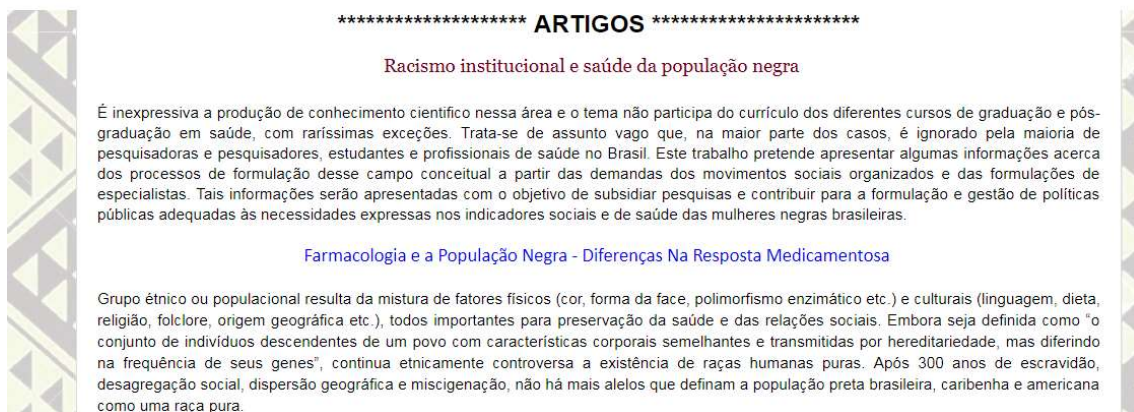 ******************** ARTIGOS **********************
Racismo institucional e saúde da população negra
É inexpressiva a produção de conhecimento cientifico nessa área e o tema não participa do currículo dos diferentes cursos de graduação e pós-
graduação em saúde, com raríssimas exceções. Trata-se de assunto vago que, na maior parte dos casos, é ignorado pela maioria de
pesquisadoras e pesquisadores, estudantes e profissionais de saúde no Brasil. Este trabalho pretende apresentar algumas informações acerca
dos processos de formulação desse campo conceitual a partir das demandas dos movimentos sociais organizados e das formulações de
especialistas. Tais informações serão apresentadas com o objetivo de subsidiar pesquisas e contribuir para a formulação e gestão de políticas
públicas adequadas às necessidades expressas nos indicadores sociais e de saúde das mulheres negras brasileiras.
Farmacologia e a População Negra - Diferenças Na Resposta Medicamentosa
Grupo étnico ou populacional resulta da mistura de fatores físicos (cor, forma da face, polimorfismo enzimático etc.) e culturais (linguagem, dieta,
religião, folclore, origem geográfica etc.), todos importantes para preservação da saúde e das relações sociais. Embora seja definida como “o
conjunto de indivíduos descendentes de um povo com características corporais semelhantes e transmitidas por hereditariedade, mas diferindo
na frequência de seus genes”, continua etnicamente controversa a existência de raças humanas puras. Após 300 anos de escravidão,
desagregação social, dispersão geográfica e miscigenação, não há mais alelos que definam a população preta brasileira, caribenha e americana
como uma raça pura.